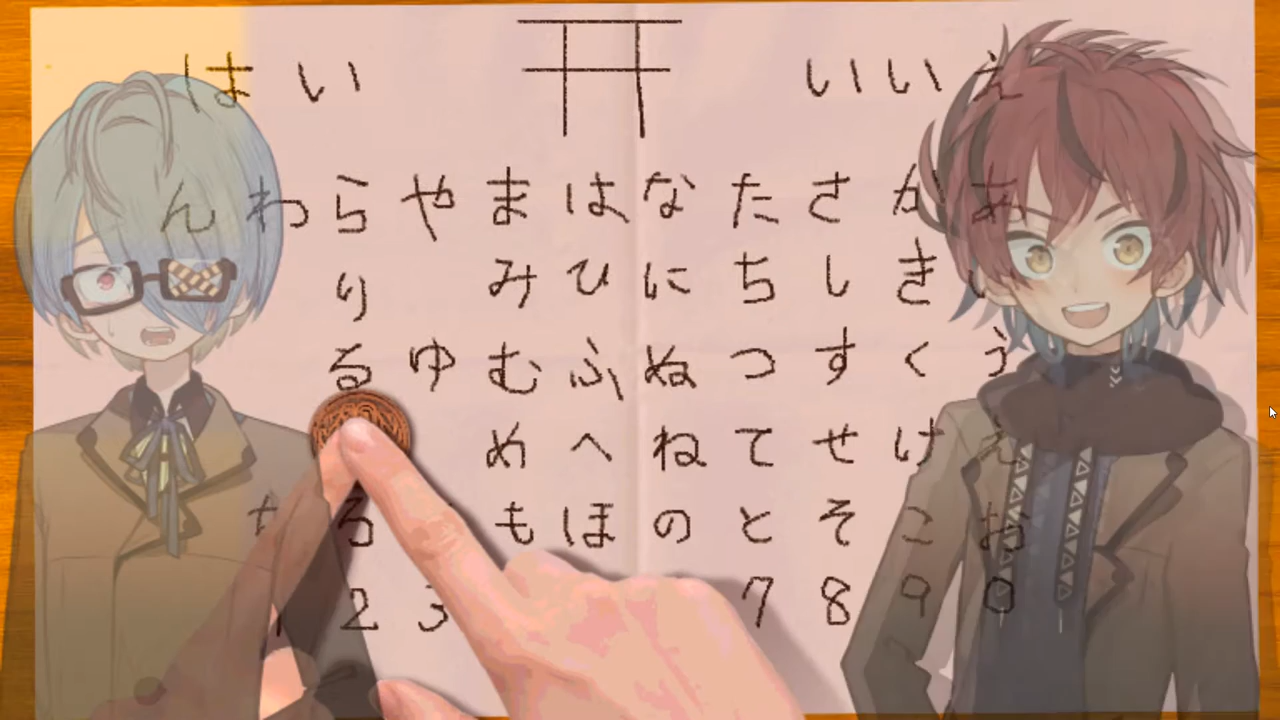 はい いいえ
んわらやまはなたさかあ
りみひにちしき
るゆむふぬつすくう
めへねてせけえ
ろもほのとそこお
2 3 7 8 9 0